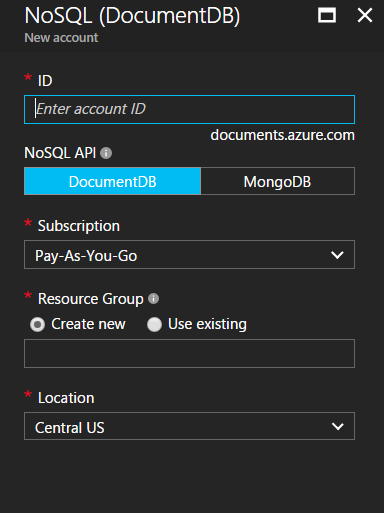 NoSQL (DocumentDB)
New account
* ID
Enter account ID
documents.azure.com
NoSQL API
DocumentDB MongoDB
* Subscription
Pay-As-You-Go
* Resource Group
Create new Use existing
* Location
Central US